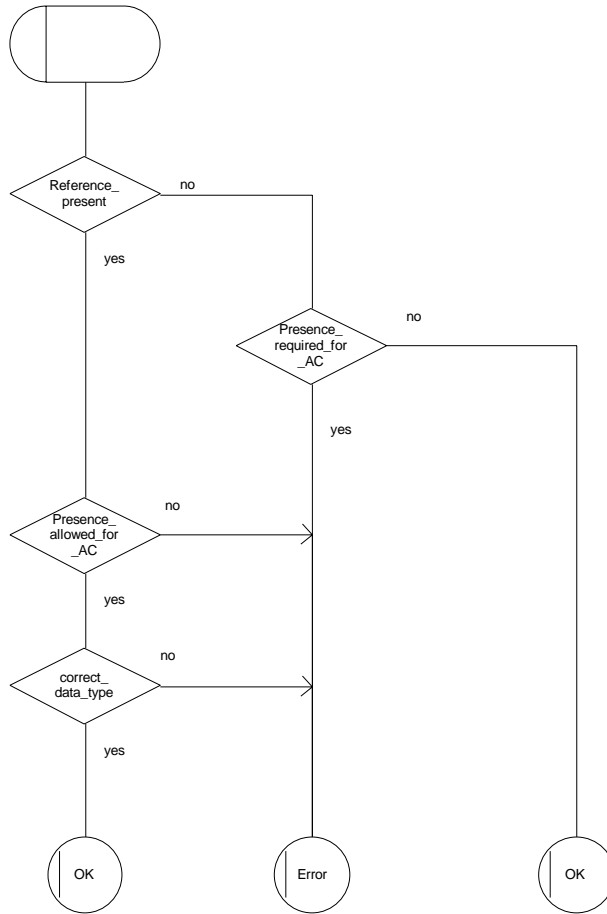 Reference_
present
no
yes
Presence_
required_for
_AC
no
yes
Presence_
allowed_for
_AC
no
yes
correct_
data_type
no
yes
OK
Error
OK